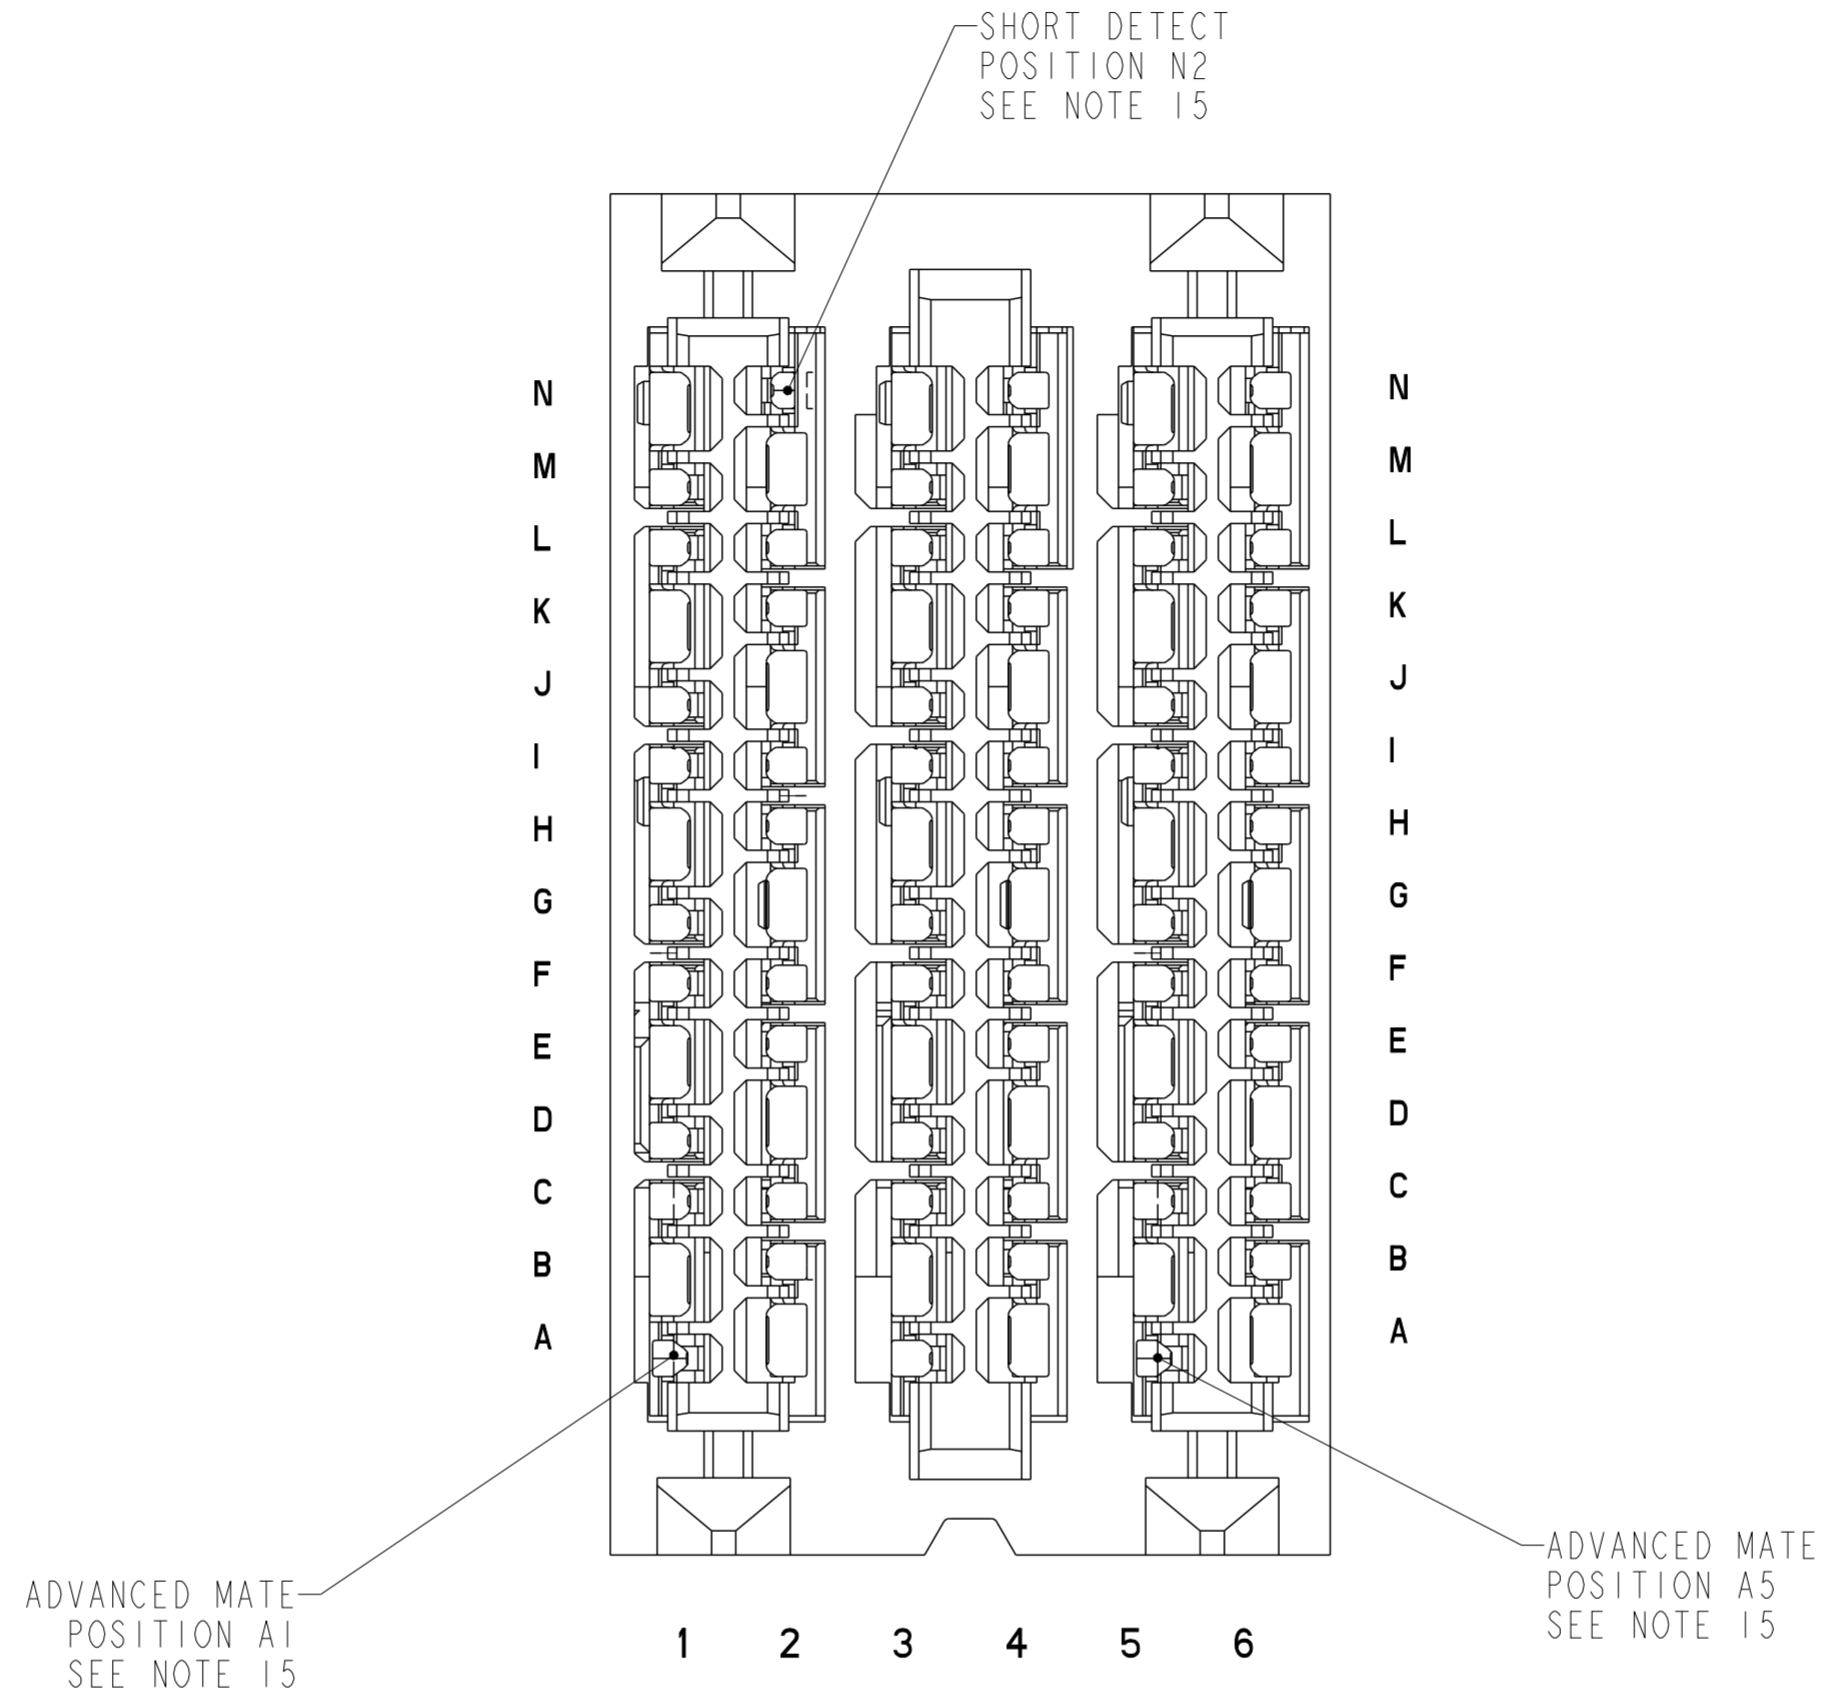 SHORT DETECT
POSITION N2
SEE NOTE 15
N N
M M
L L
K K
J J
I I
H H
G G
F F
E E
D D
C C
B B
A A
ADVANCED MATE
POSITION A1
SEE NOTE 15
ADVANCED MATE
POSITION A5
SEE NOTE 15
1 2 3 4 5 6